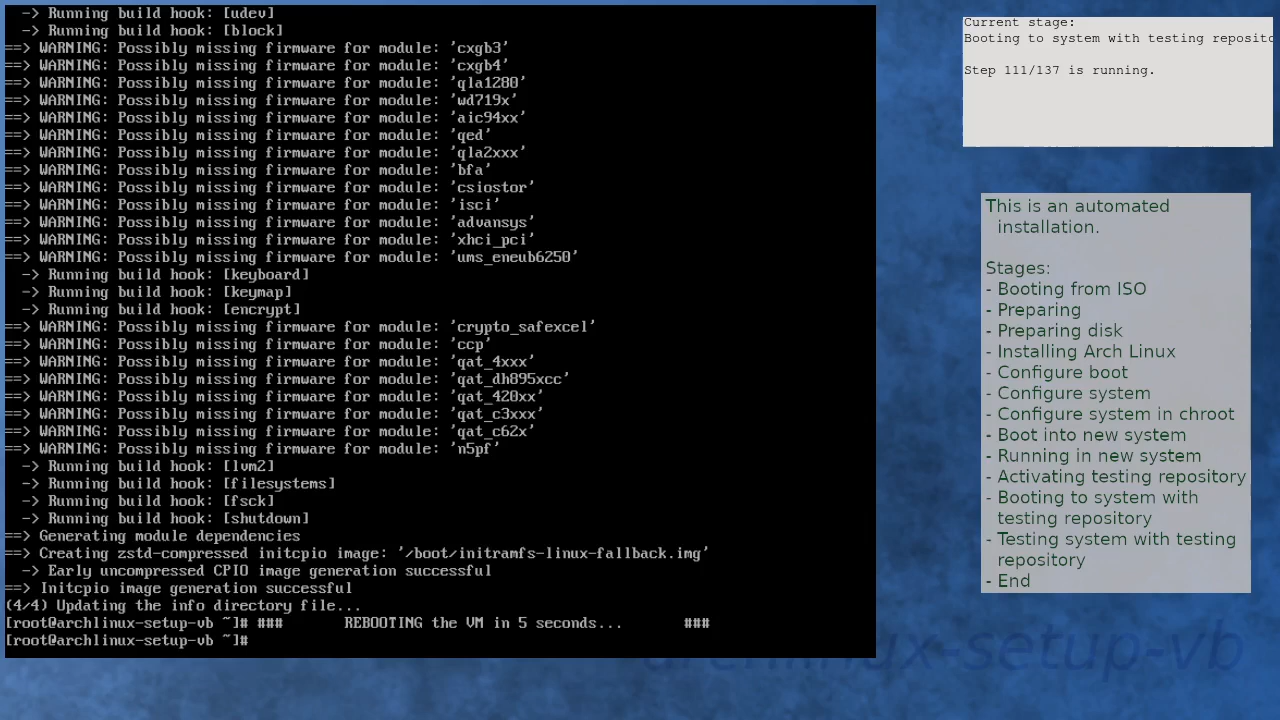 -> Running build hook: [udev]
-> Running build hook: [block]
==> WARNING: Possibly missing firmware for module: 'cxgb3'
==> WARNING: Possibly missing firmware for module: 'cxgb4'
==> WARNING: Possibly missing firmware for module: 'qla1280'
==> WARNING: Possibly missing firmware for module: 'wd719x'
==> WARNING: Possibly missing firmware for module: 'aic94xx'
==> WARNING: Possibly missing firmware for module: 'qed'
==> WARNING: Possibly missing firmware for module: 'qla2xxx'
==> WARNING: Possibly missing firmware for module: 'bfa'
==> WARNING: Possibly missing firmware for module: 'csiostor'
==> WARNING: Possibly missing firmware for module: 'isci'
==> WARNING: Possibly missing firmware for module: 'advansys'
==> WARNING: Possibly missing firmware for module: 'xhci_pci'
==> WARNING: Possibly missing firmware for module: 'ums_eneub6250'
-> Running build hook: [keyboard]
-> Running build hook: [keymap]
-> Running build hook: [encrypt]
==> WARNING: Possibly missing firmware for module: 'crypto_safexcel'
==> WARNING: Possibly missing firmware for module: 'ccp'
==> WARNING: Possibly missing firmware for module: 'qat_4xxx'
==> WARNING: Possibly missing firmware for module: 'qat_dh895xcc'
==> WARNING: Possibly missing firmware for module: 'qat_420xx'
==> WARNING: Possibly missing firmware for module: 'qat_c3xxx'
==> WARNING: Possibly missing firmware for module: 'qat_c62x'
==> WARNING: Possibly missing firmware for module: 'n5pf'
-> Running build hook: [lvm2]
-> Running build hook: [filesystems]
-> Running build hook: [fsck]
-> Running build hook: [shutdown]
==> Generating module dependencies
==> Creating zstd-compressed initcpio image: '/boot/initramfs-linux-fallback.img'
-> Early uncompressed CPIO image generation successful
==> Initcpio image generation successful
(4/4) Updating the info directory file...
[root@archlinux-setup-vb ~]# ### REBOOTING the VM in 5 seconds... ###
[root@archlinux-setup-vb ~]#
Current stage:
Booting to system with testing reposito
Step 111/137 is running.
This is an automated
installation.
Stages:
- Booting from ISO
- Preparing
- Preparing disk
- Installing Arch Linux
- Configure boot
- Configure system
- Configure system in chroot
- Boot into new system
- Running in new system
- Activating testing repository
- Booting to system with
testing repository
- Testing system with testing
repository
- End
archlinux-setup-vb